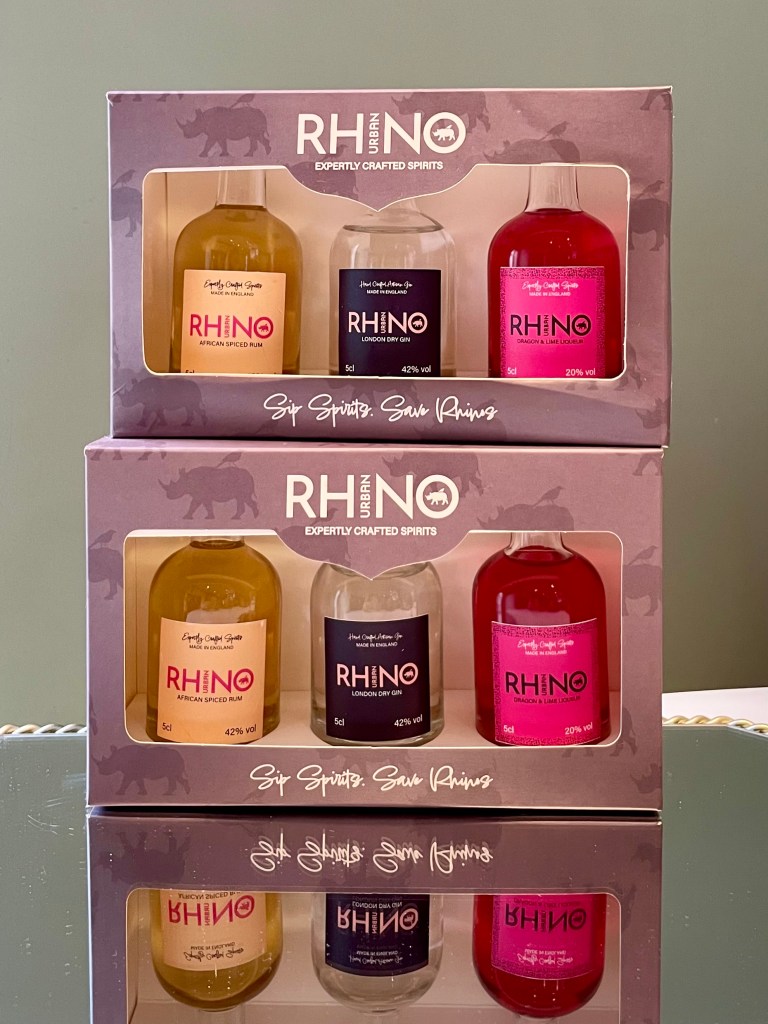 RHINO
URBAN
EXPERTLY CRAFTED SPIRITS
Expertly Crafted Spirits
MADE IN ENGLAND
RHINO
URBAN
AFRICAN SPICED RUM
5cl
Hand Crafted Artisan Gin
MADE IN ENGLAND
RHINO
URBAN
LONDON DRY GIN
5cl 42% vol
Expertly Crafted Spirits
MADE IN ENGLAND
RHINO
URBAN
DRAGON & LIME LIQUEUR
5cl 20% vol
Sip Spirits. Save Rhinos
RHINO
URBAN
EXPERTLY CRAFTED SPIRITS
Expertly Crafted Spirits
MADE IN ENGLAND
RHINO
URBAN
AFRICAN SPICED RUM
5cl 42% vol
Hand Crafted Artisan Gin
MADE IN ENGLAND
RHINO
URBAN
LONDON DRY GIN
5cl 42% vol
Expertly Crafted Spirits
MADE IN ENGLAND
RHINO
URBAN
DRAGON & LIME LIQUEUR
5cl 20% vol
Sip Spirits. Save Rhinos